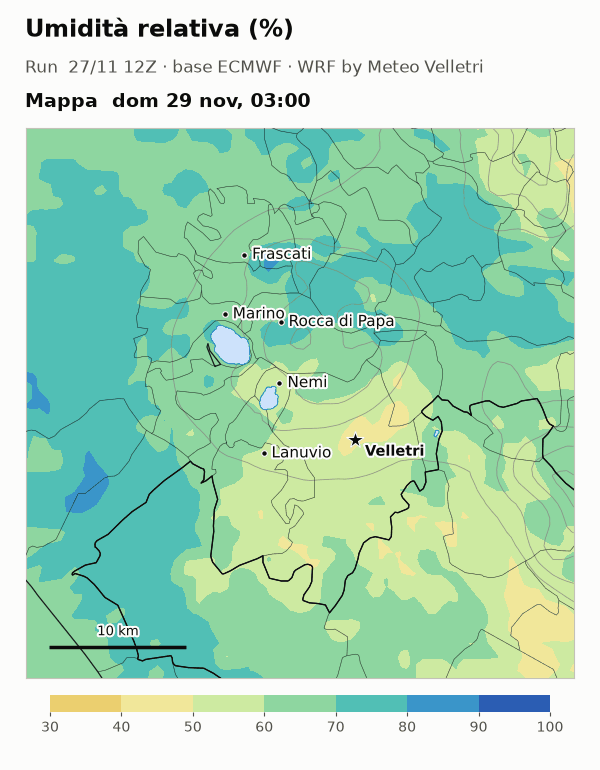 Umidità relativa (%)
Run  27/11 12Z · base ECMWF · WRF by Meteo Velletri
Mappa  dom 29 nov, 03:00
Frascati
Marino
Rocca di Papa
Nemi
Velletri
Lanuvio
10 km
30 40 50 60 70 80 90 100